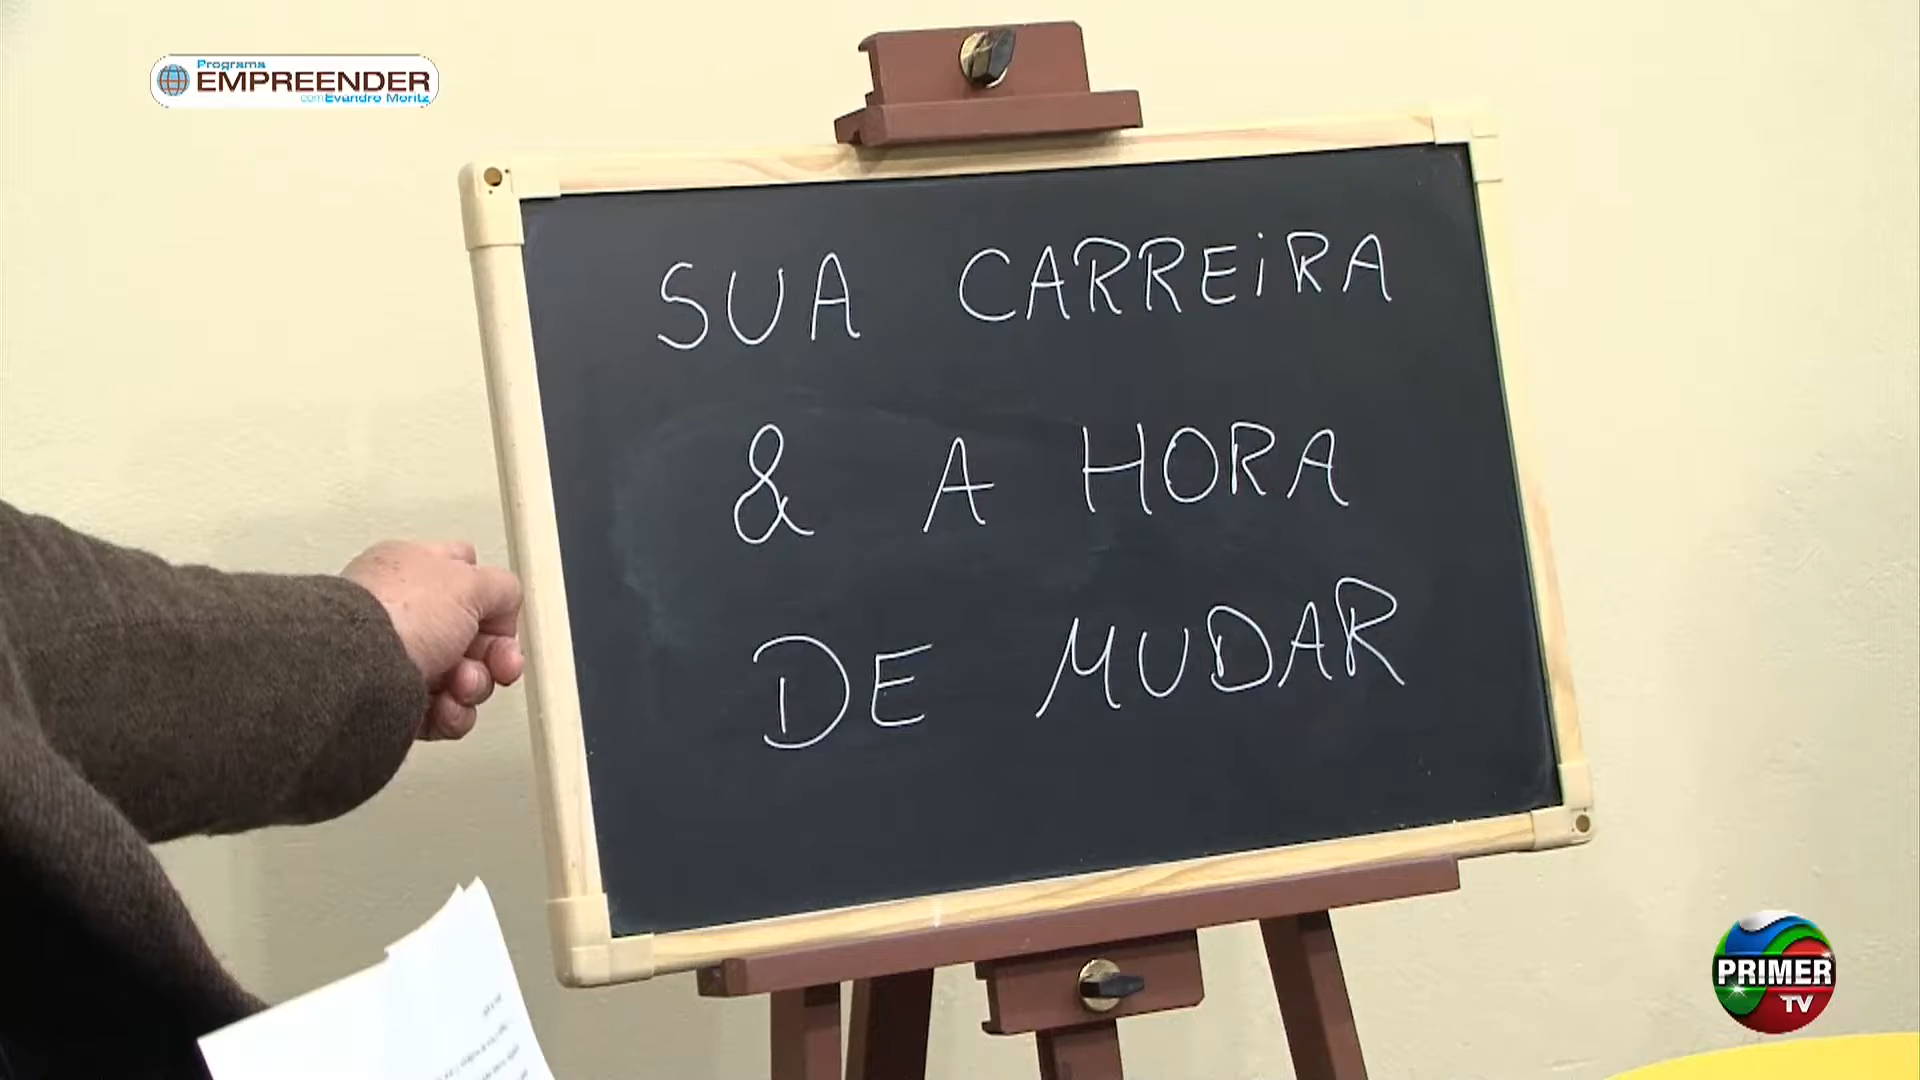 Programa
EMPREENDER
com Evandro Moritz
SUA CARREiRA
& A HORA
DE MUDAR
PRIMER
TV